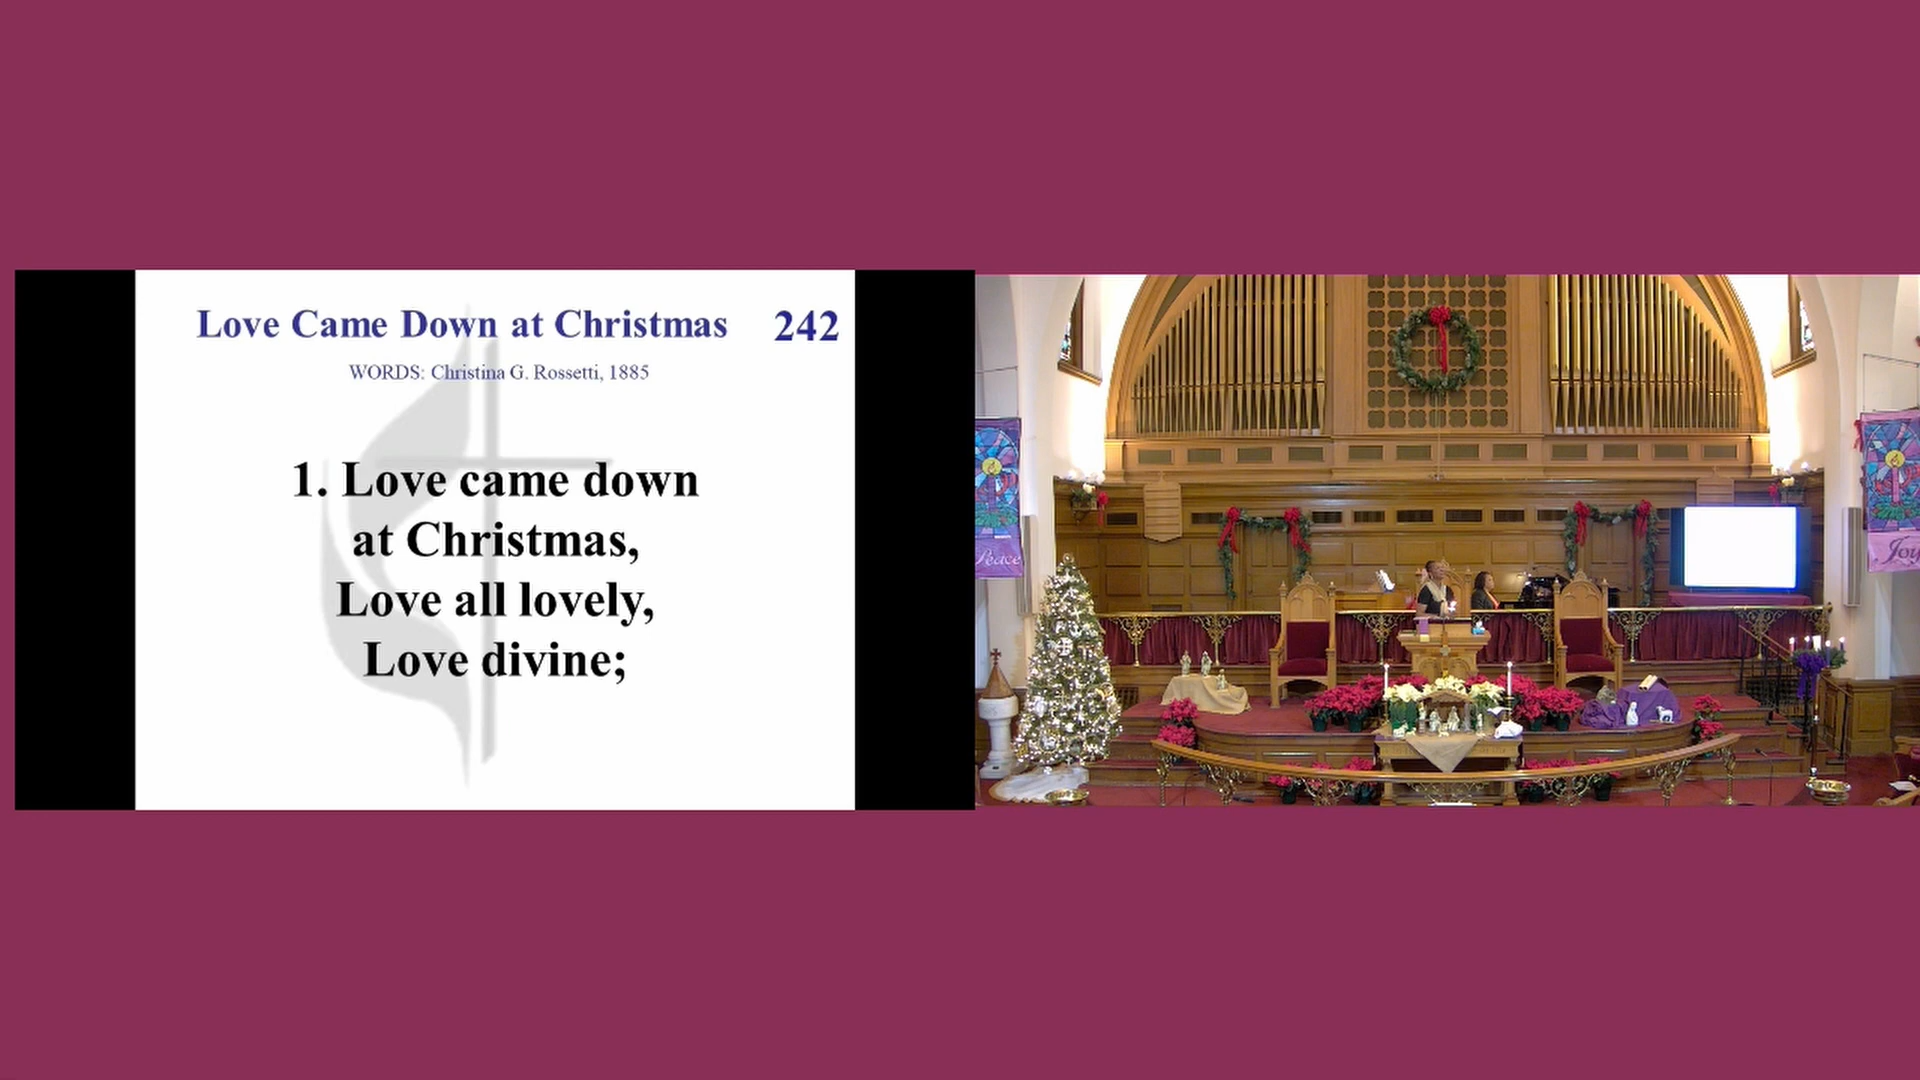 Love Came Down at Christmas 242
WORDS: Christina G. Rossetti, 1885
1. Love came down
at Christmas,
Love all lovely,
Love divine;
Peace
Joy